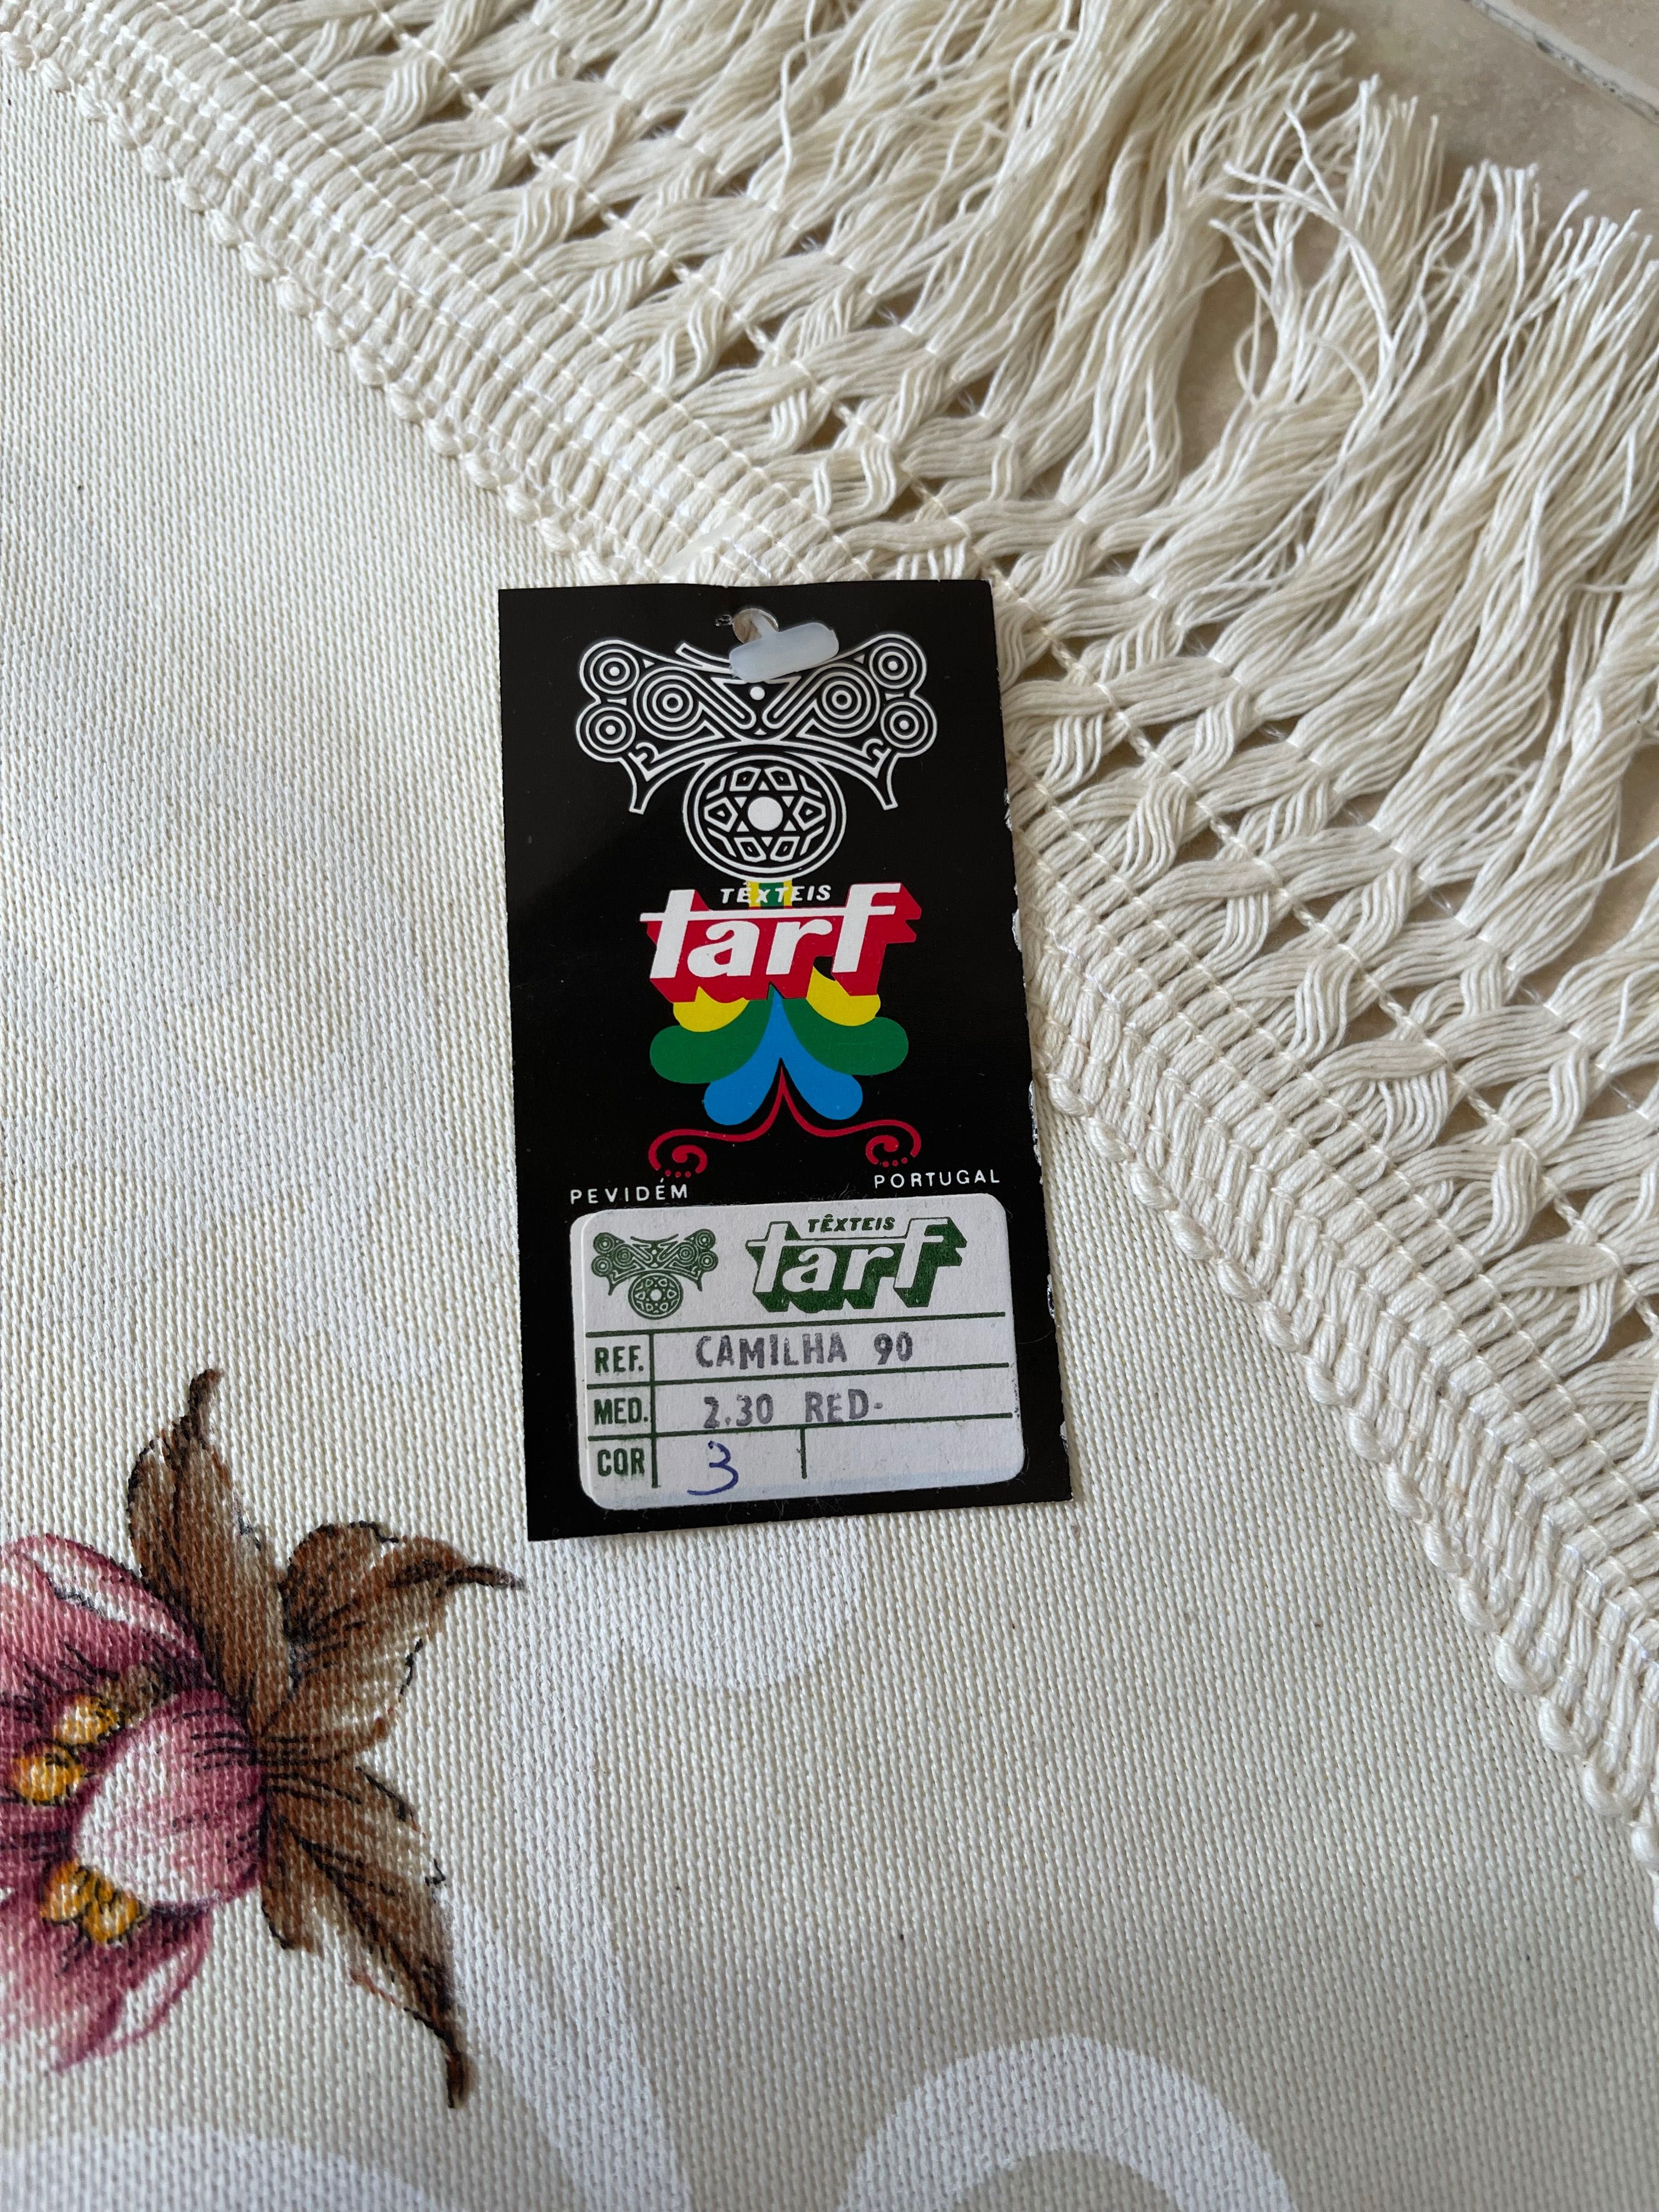 TÊXTEIS
tarf
PEVIDÉM PORTUGAL
TÊXTEIS
tarf
REF. CAMILHA 90
MED. 2.30 RED-
COR 3